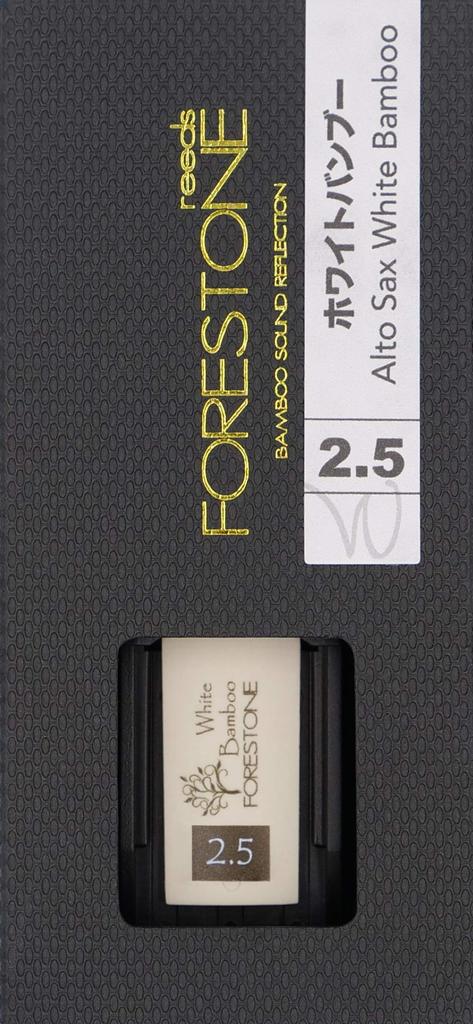 FORESTONE reeds
BAMBOO SOUND REFLECTION
ホワイトバンブー
Alto Sax White Bamboo
2.5
W
White
Bamboo
FORESTONE
2.5